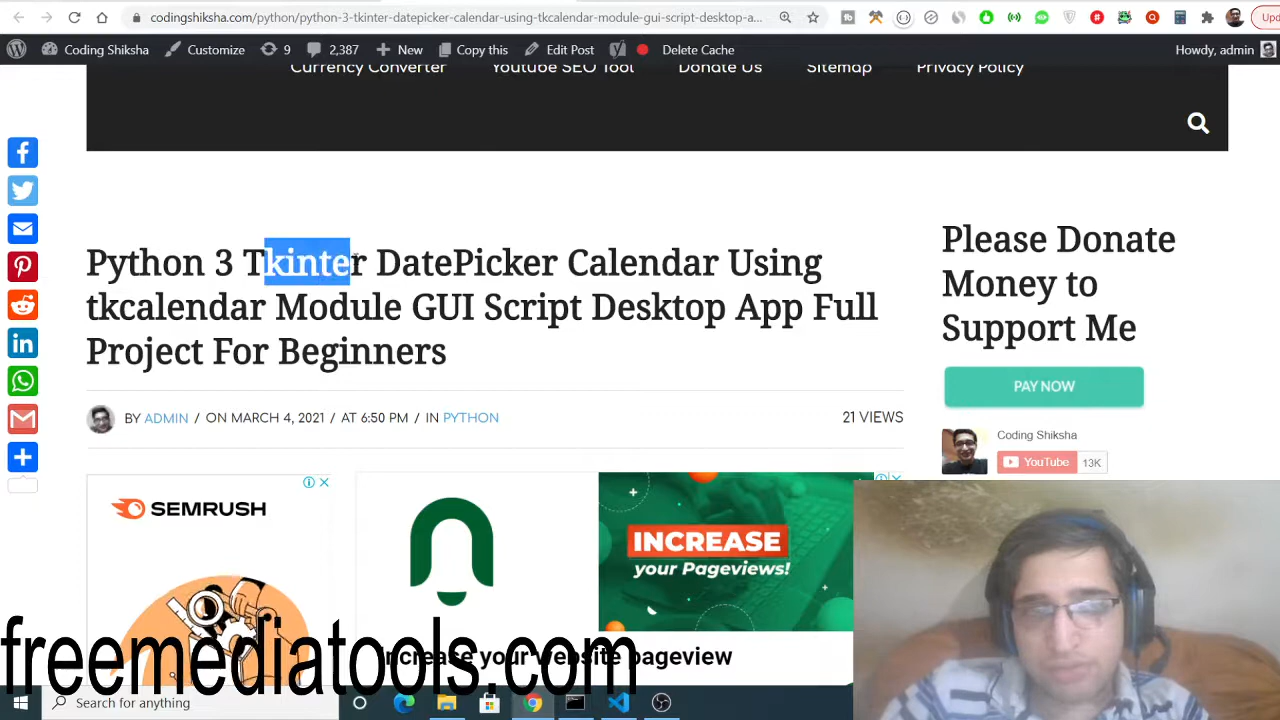 codingshiksha.com/python/python-3-tkinter-datepicker-calendar-using-tkcalendar-module-gui-script-desktop-a...
Coding Shiksha Customize 9 2,387 New Copy this Edit Post Delete Cache Howdy, admin
Currency Converter Youtube SEO Tool Donate Us Sitemap Privacy Policy
Python 3 Tkinter DatePicker Calendar Using
tkcalendar Module GUI Script Desktop App Full
Project For Beginners
BY ADMIN / ON MARCH 4, 2021 / AT 6:50 PM / IN PYTHON
21 VIEWS
Please Donate
Money to
Support Me
PAY NOW
Coding Shiksha
YouTube 13K
SEMRUSH
INCREASE
your Pageviews!
Increase your website pageview
freemediatools.com
Search for anything